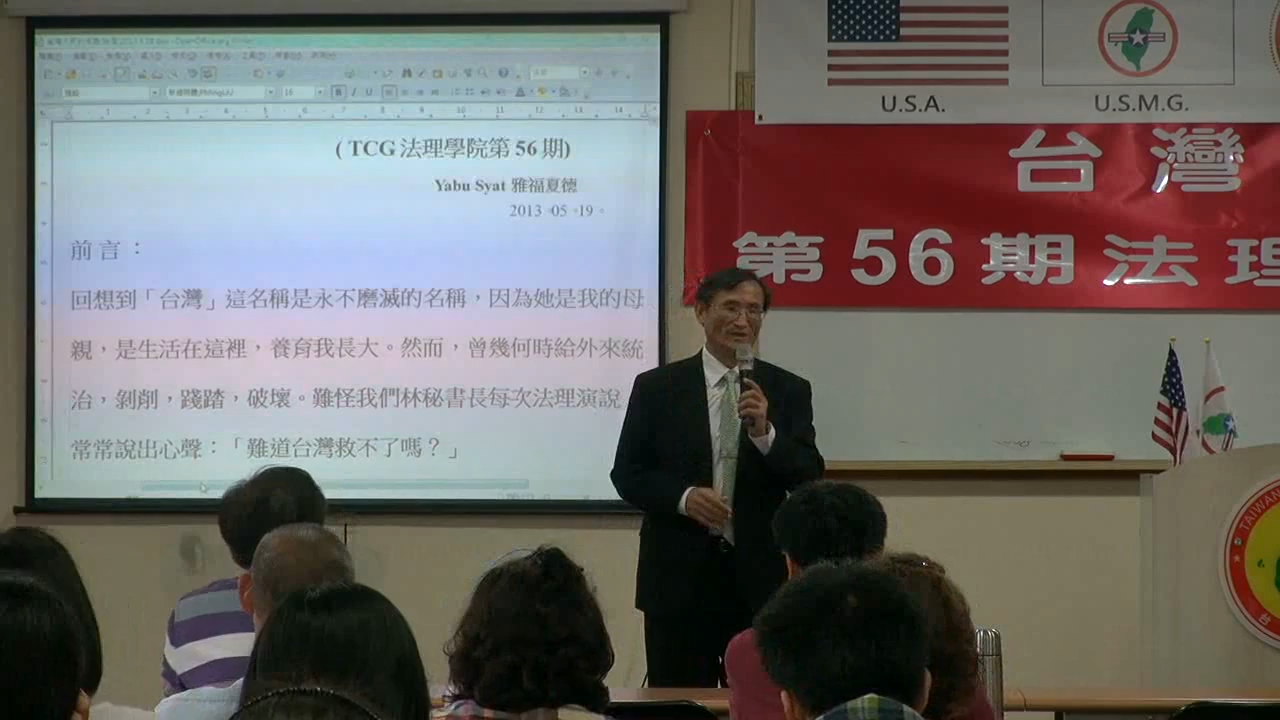 ( TCG 法理學院第 56 期)
Yabu Syat 雅福夏德
2013 ·05 ·19。
前 言：
回想到「台灣」這名稱是永不磨滅的名稱，因為她是我的母
親，是生活在這裡，養育我長大。然而，曾幾何時給外來統
治，剝削，踐踏，破壞。難怪我們林秘書長每次法理演說
常常說出心聲：「難道台灣救不了嗎？」
U.S.A.
U.S.M.G.
台灣
第56期法理
TAIWAN